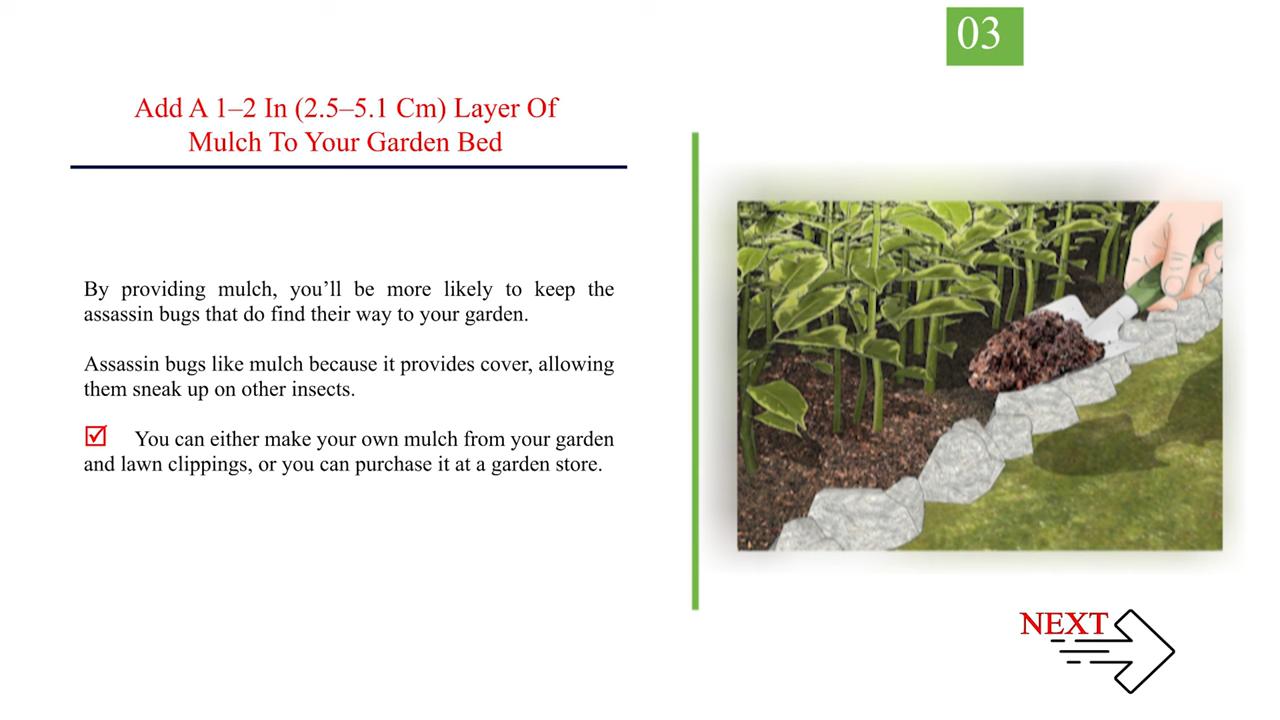 03
Add A 1–2 In (2.5–5.1 Cm) Layer Of
Mulch To Your Garden Bed
By providing mulch, you’ll be more likely to keep the
assassin bugs that do find their way to your garden.
Assassin bugs like mulch because it provides cover, allowing
them sneak up on other insects.
You can either make your own mulch from your garden
and lawn clippings, or you can purchase it at a garden store.
NEXT